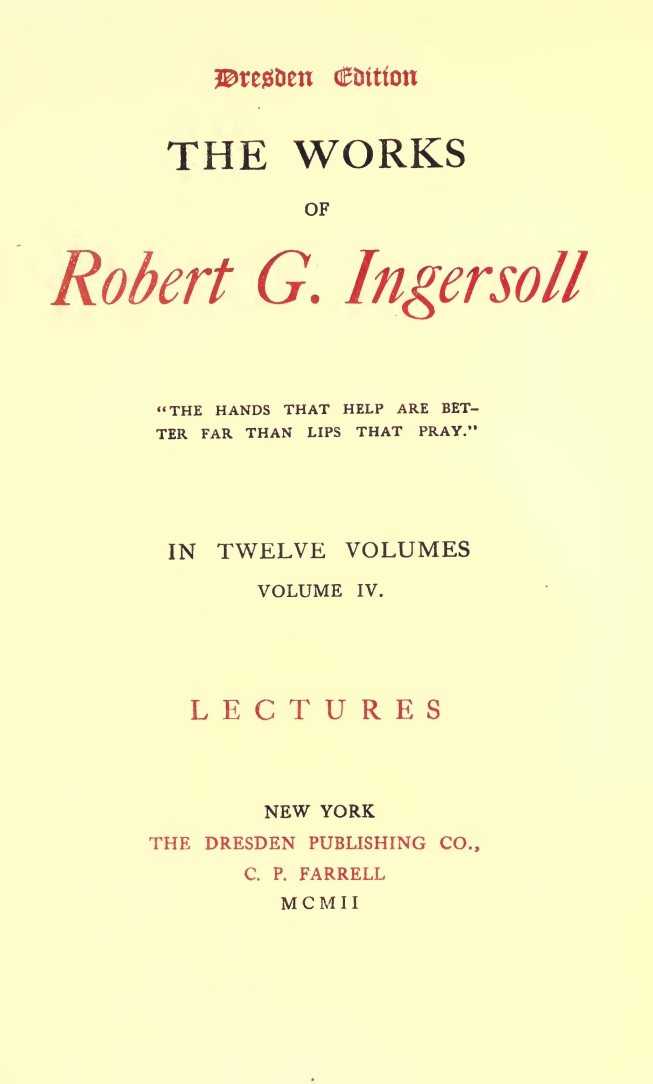 Dresden Edition
THE WORKS
OF
Robert G. Ingersoll
“THE HANDS THAT HELP ARE BET-
TER FAR THAN LIPS THAT PRAY.”
IN TWELVE VOLUMES
VOLUME IV.
LECTURES
NEW YORK
THE DRESDEN PUBLISHING CO.,
C. P. FARRELL
MCMII